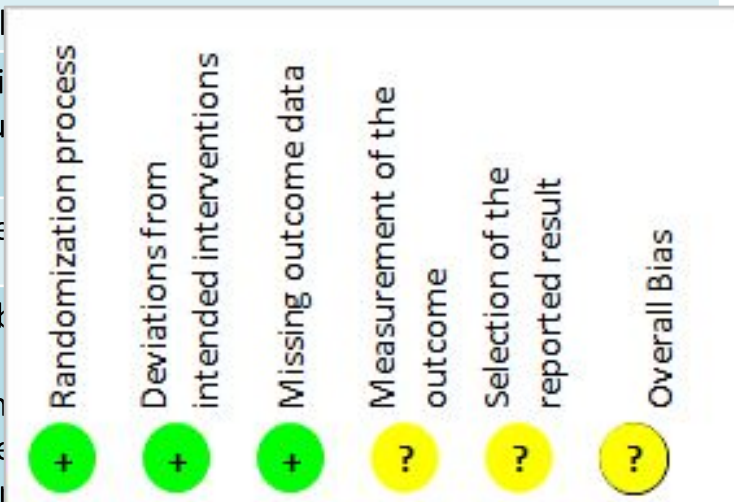 Randomization process
Deviations from
intended interventions
Missing outcome data
Measurement of the
outcome
Selection of the
reported result
Overall Bias
+
+
+
?
?
?